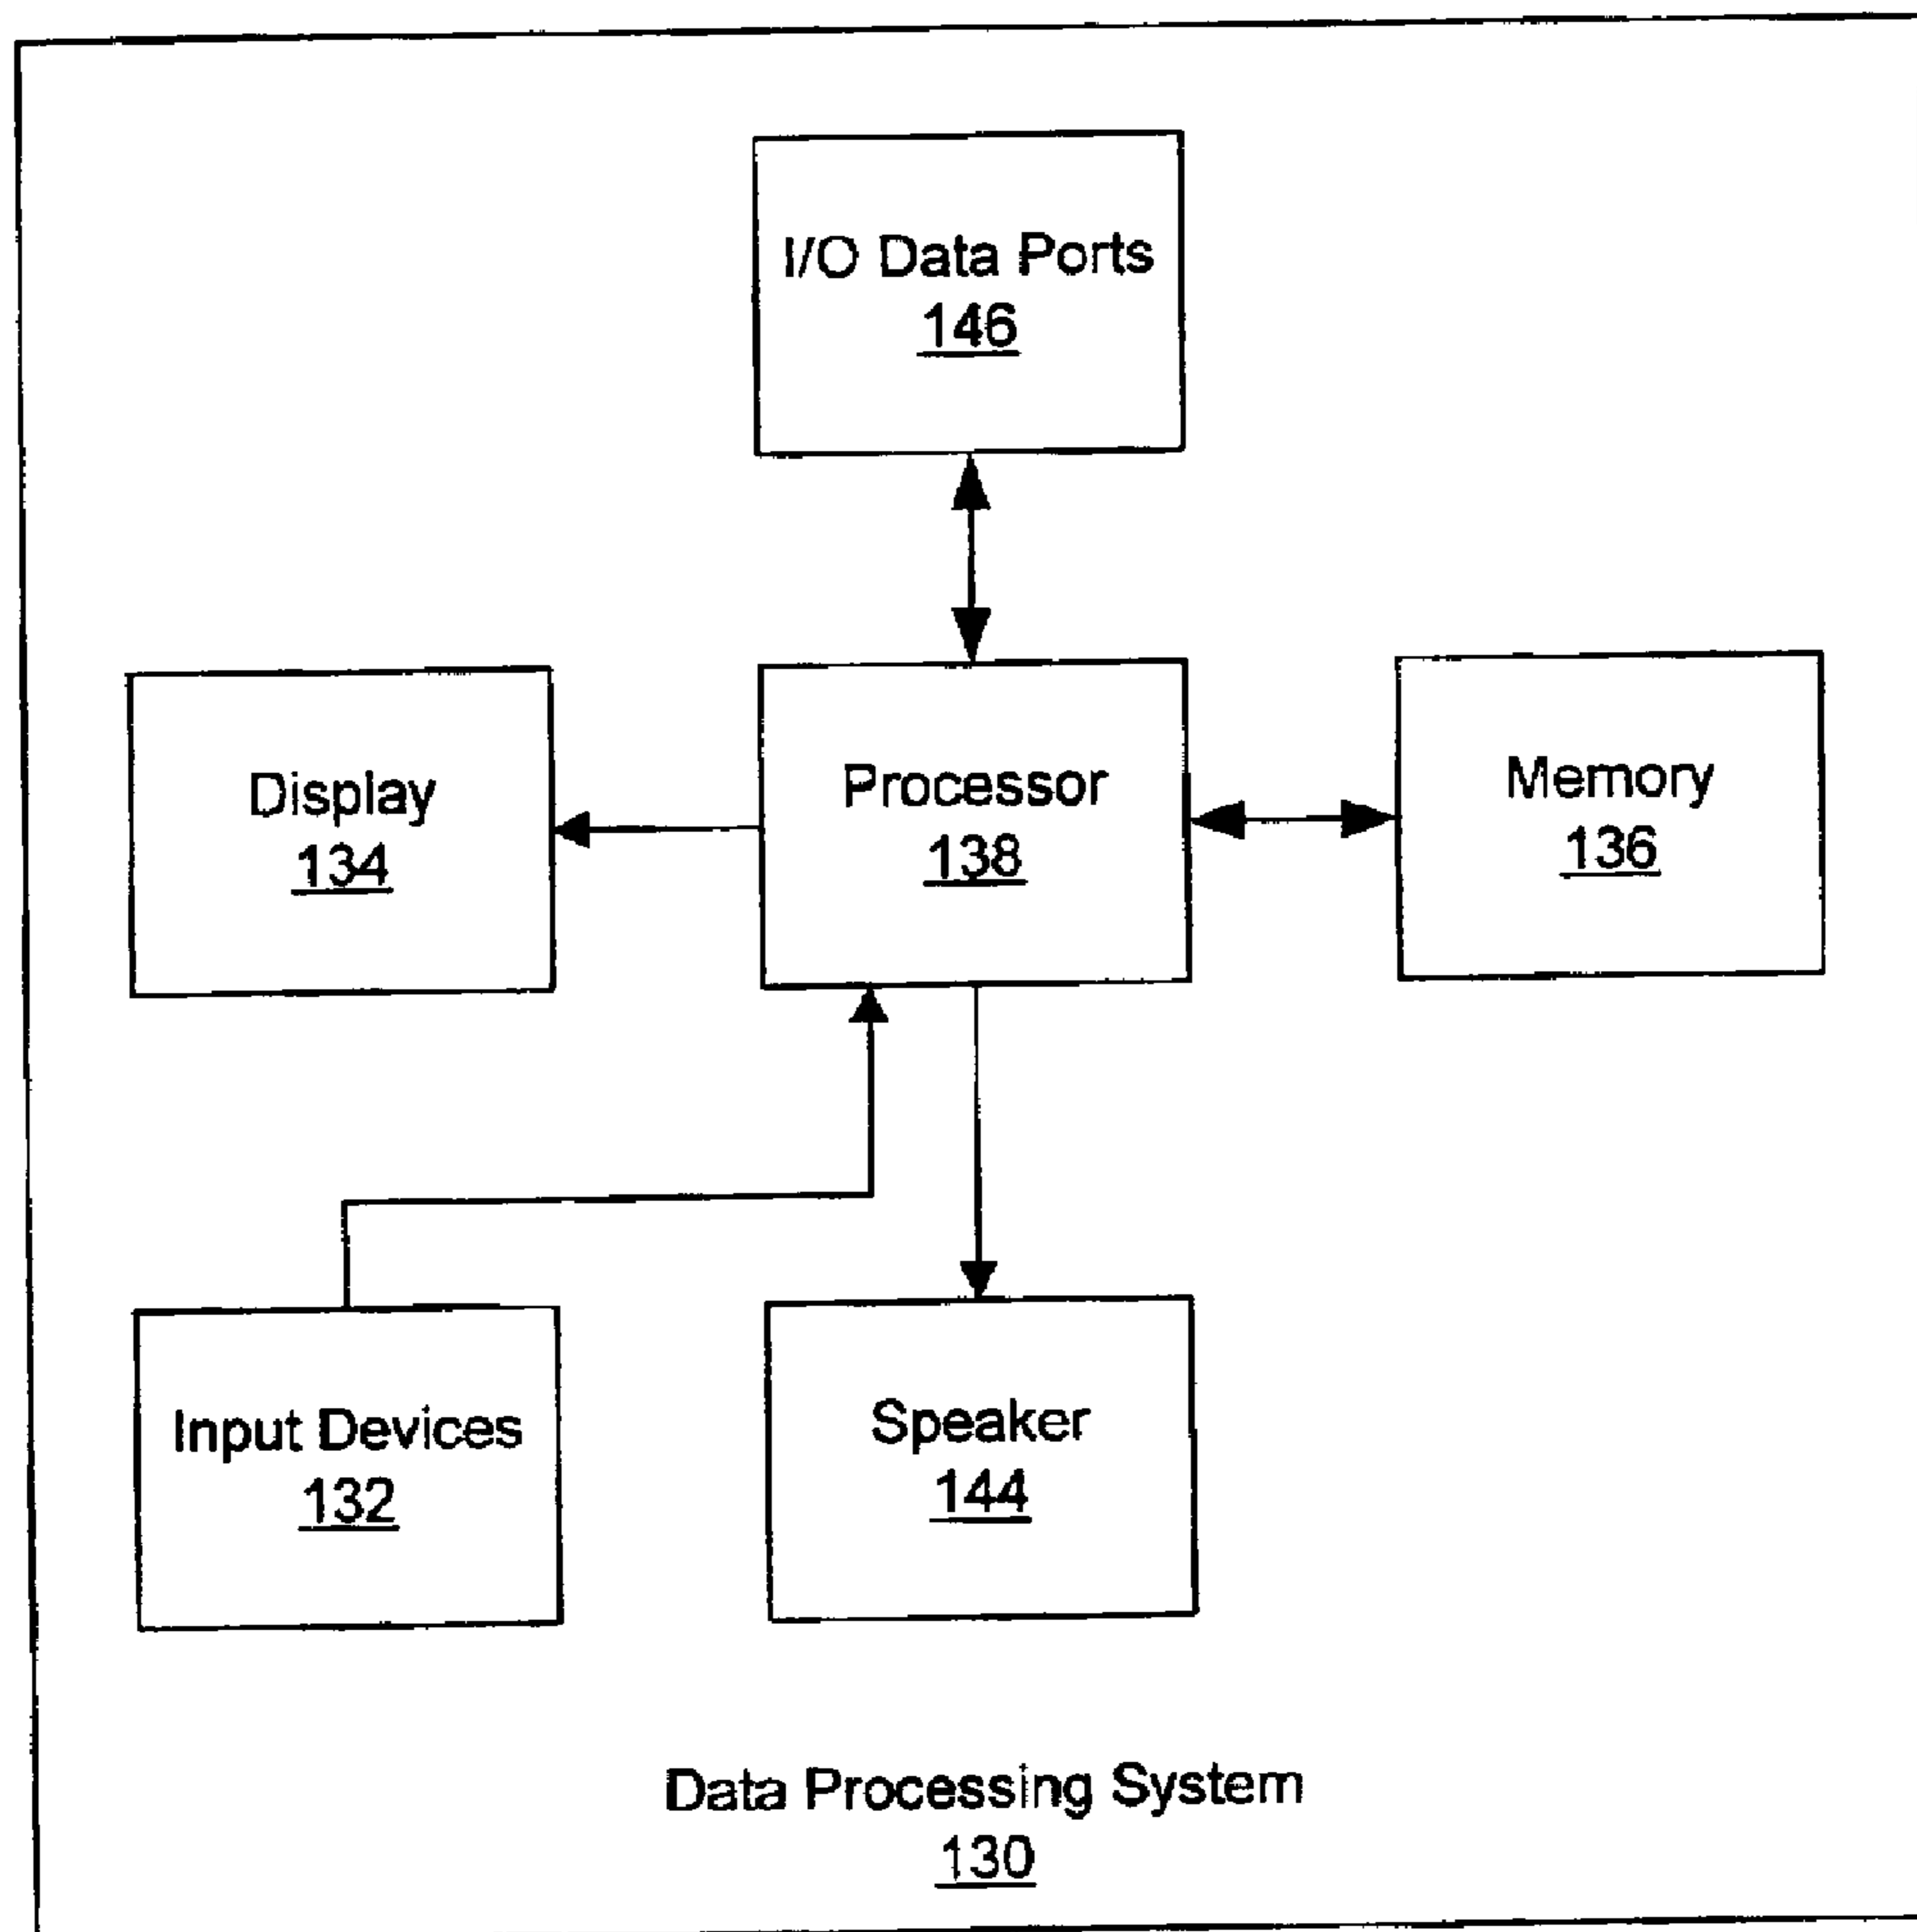 I/O Data Ports
146
Display
134
Processor
138
Memory
136
Input Devices
132
Speaker
144
Data Processing System
130